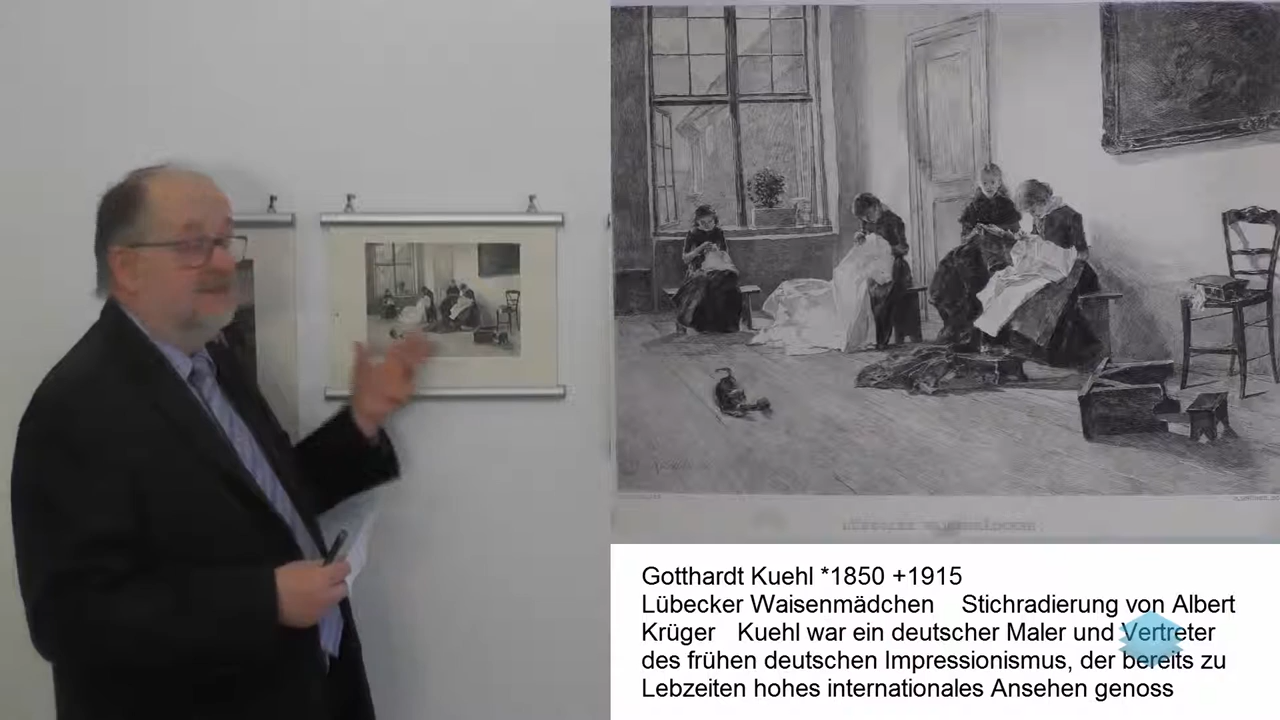 Gotthardt Kuehl *1850 +1915
Lübecker Waisenmädchen Stichradierung von Albert
Krüger Kuehl war ein deutscher Maler und Vertreter
des frühen deutschen Impressionismus, der bereits zu
Lebzeiten hohes internationales Ansehen genoss